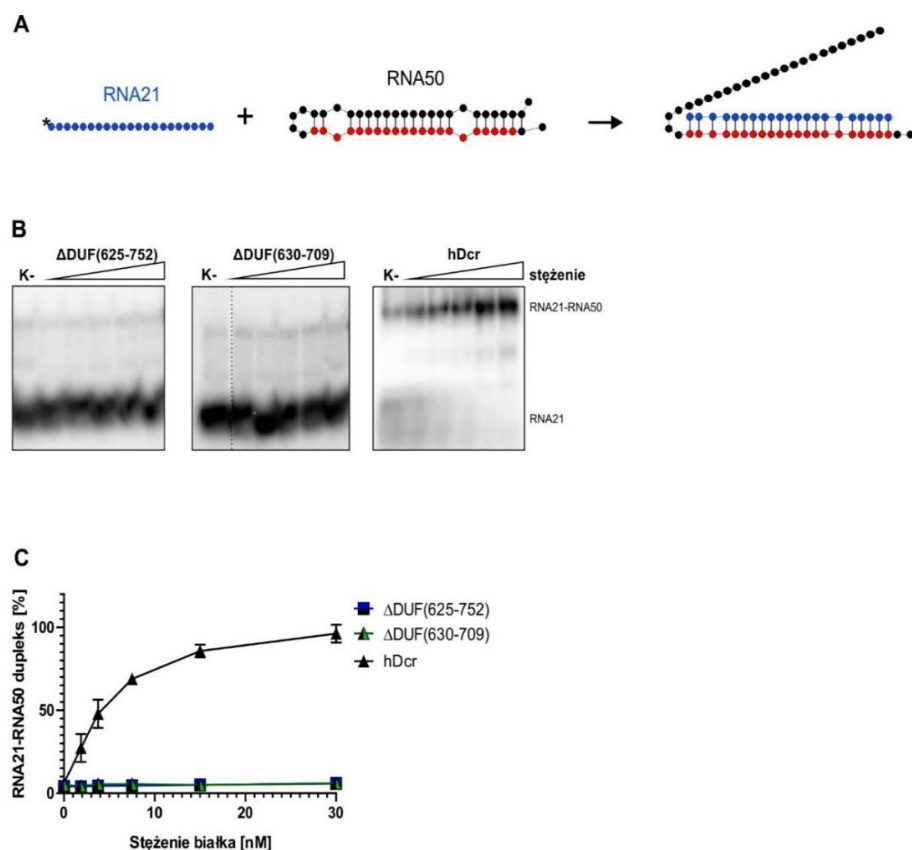 A
RNA21
*
+
RNA50
B
ΔDUF(625-752)
K-
ΔDUF(630-709)
K-
hDcr
K-
stężenie
RNA21-RNA50
RNA21
C
RNA21-RNA50 dupleks [%]
100
50
0
0
10
20
30
Stężenie białka [nM]
ΔDUF(625-752)
ΔDUF(630-709)
hDcr